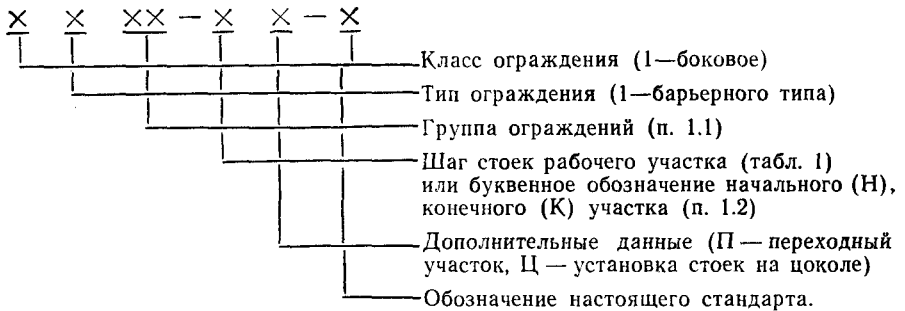 X X XX – X X – X
Класс ограждения (1—боковое)
Тип ограждения (1—барьерного типа)
Группа ограждений (п. 1.1)
Шаг стоек рабочего участка (табл. 1)
или буквенное обозначение начального (Н),
конечного (К) участка (п. 1.2)
Дополнительные данные (П — переходный
участок, Ц — установка стоек на цоколе)
Обозначение настоящего стандарта.